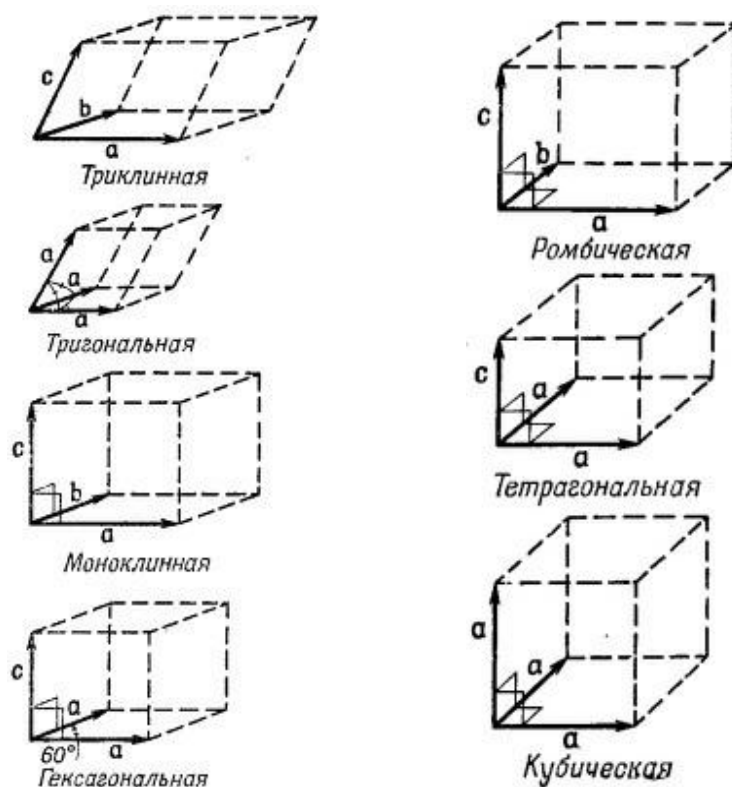 c
b
a
Триклинная
a
a
a
Тригональная
c
b
a
Моноклинная
c
a
60°
a
Гексагональная
c
b
a
Ромбическая
c
a
a
Тетрагональная
a
a
a
Кубическая